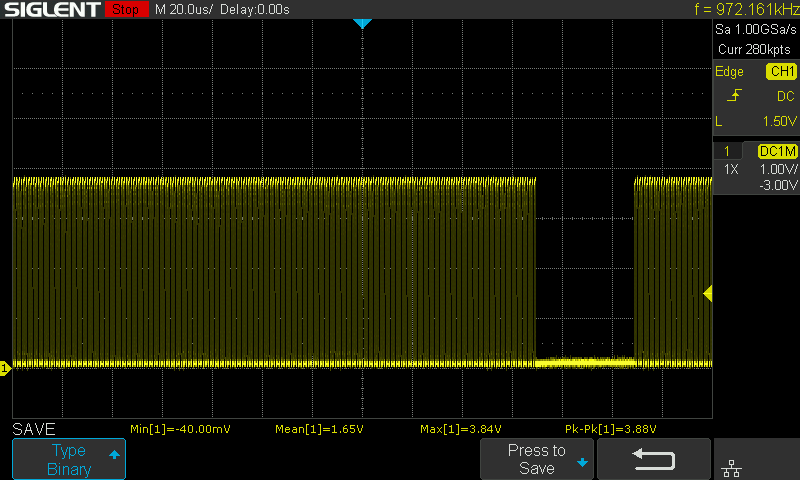 SIGLENT Stop M 20.0us/ Delay:0.00s f = 972.161kHz
Sa 1.00GSa/s
Curr 280kpts
Edge CH1
DC
L 1.50V
1 DC1M
1X 1.00V/
-3.00V
1
SAVE Min[1]=-40.00mV Mean[1]=1.65V Max[1]=3.84V Pk-Pk[1]=3.88V
Type
Binary
Press to
Save